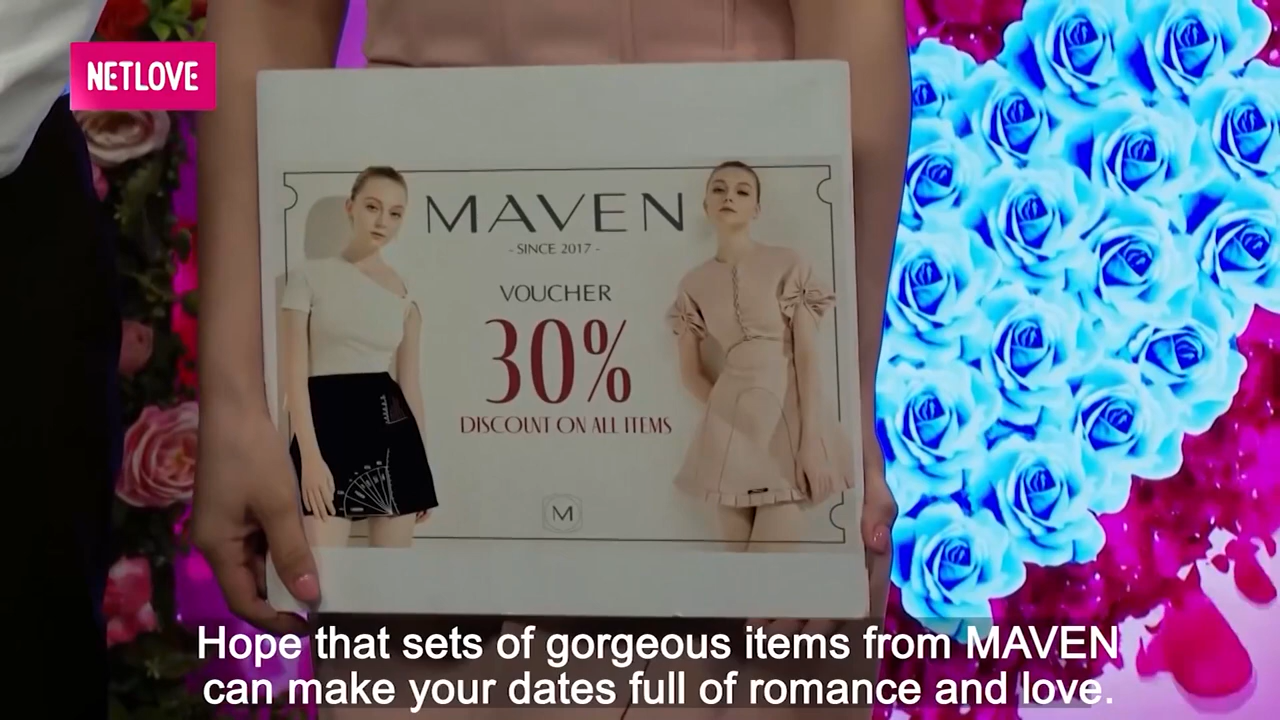 NETLOVE
MAVEN
- SINCE 2017 -
VOUCHER
30%
DISCOUNT ON ALL ITEMS
M
Hope that sets of gorgeous items from MAVEN
can make your dates full of romance and love.